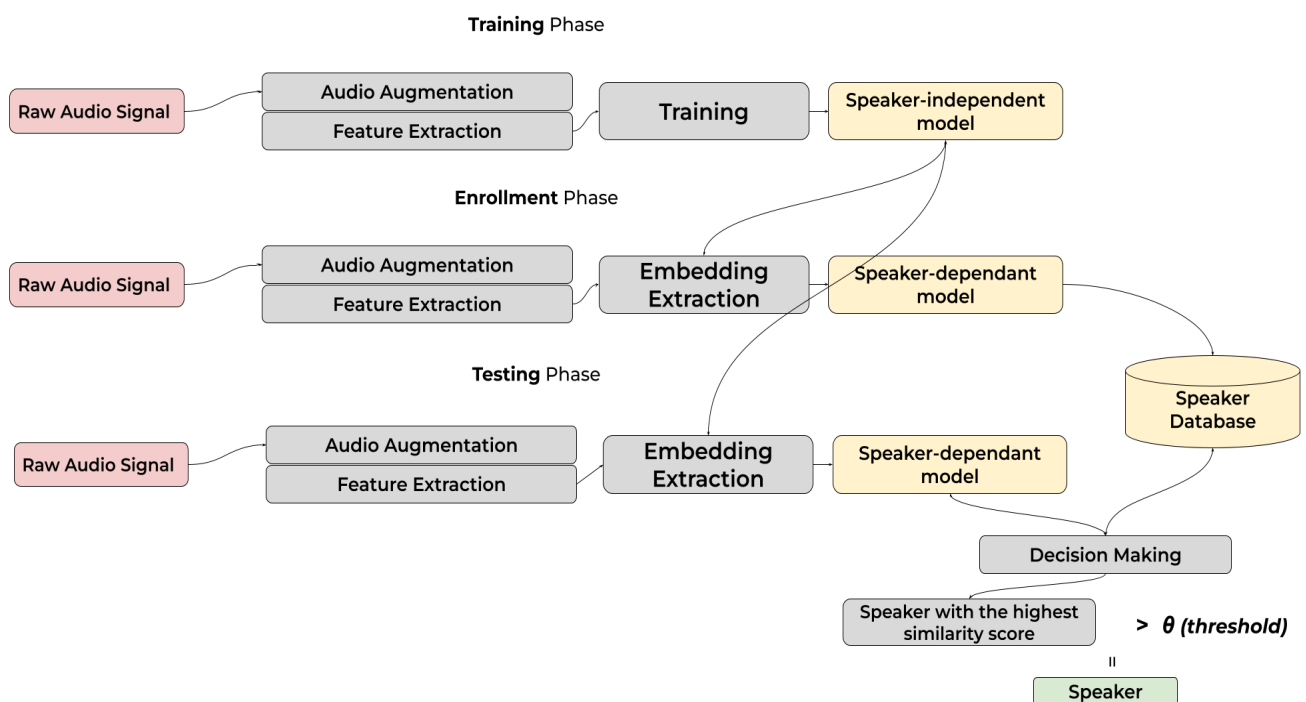 Training Phase
Raw Audio Signal
Audio Augmentation
Feature Extraction
Training
Speaker-independent
model
Enrollment Phase
Raw Audio Signal
Audio Augmentation
Feature Extraction
Embedding
Extraction
Speaker-dependant
model
Speaker
Database
Testing Phase
Raw Audio Signal
Audio Augmentation
Feature Extraction
Embedding
Extraction
Speaker-dependant
model
Decision Making
Speaker with the highest
similarity score
> θ (threshold)
=
Speaker